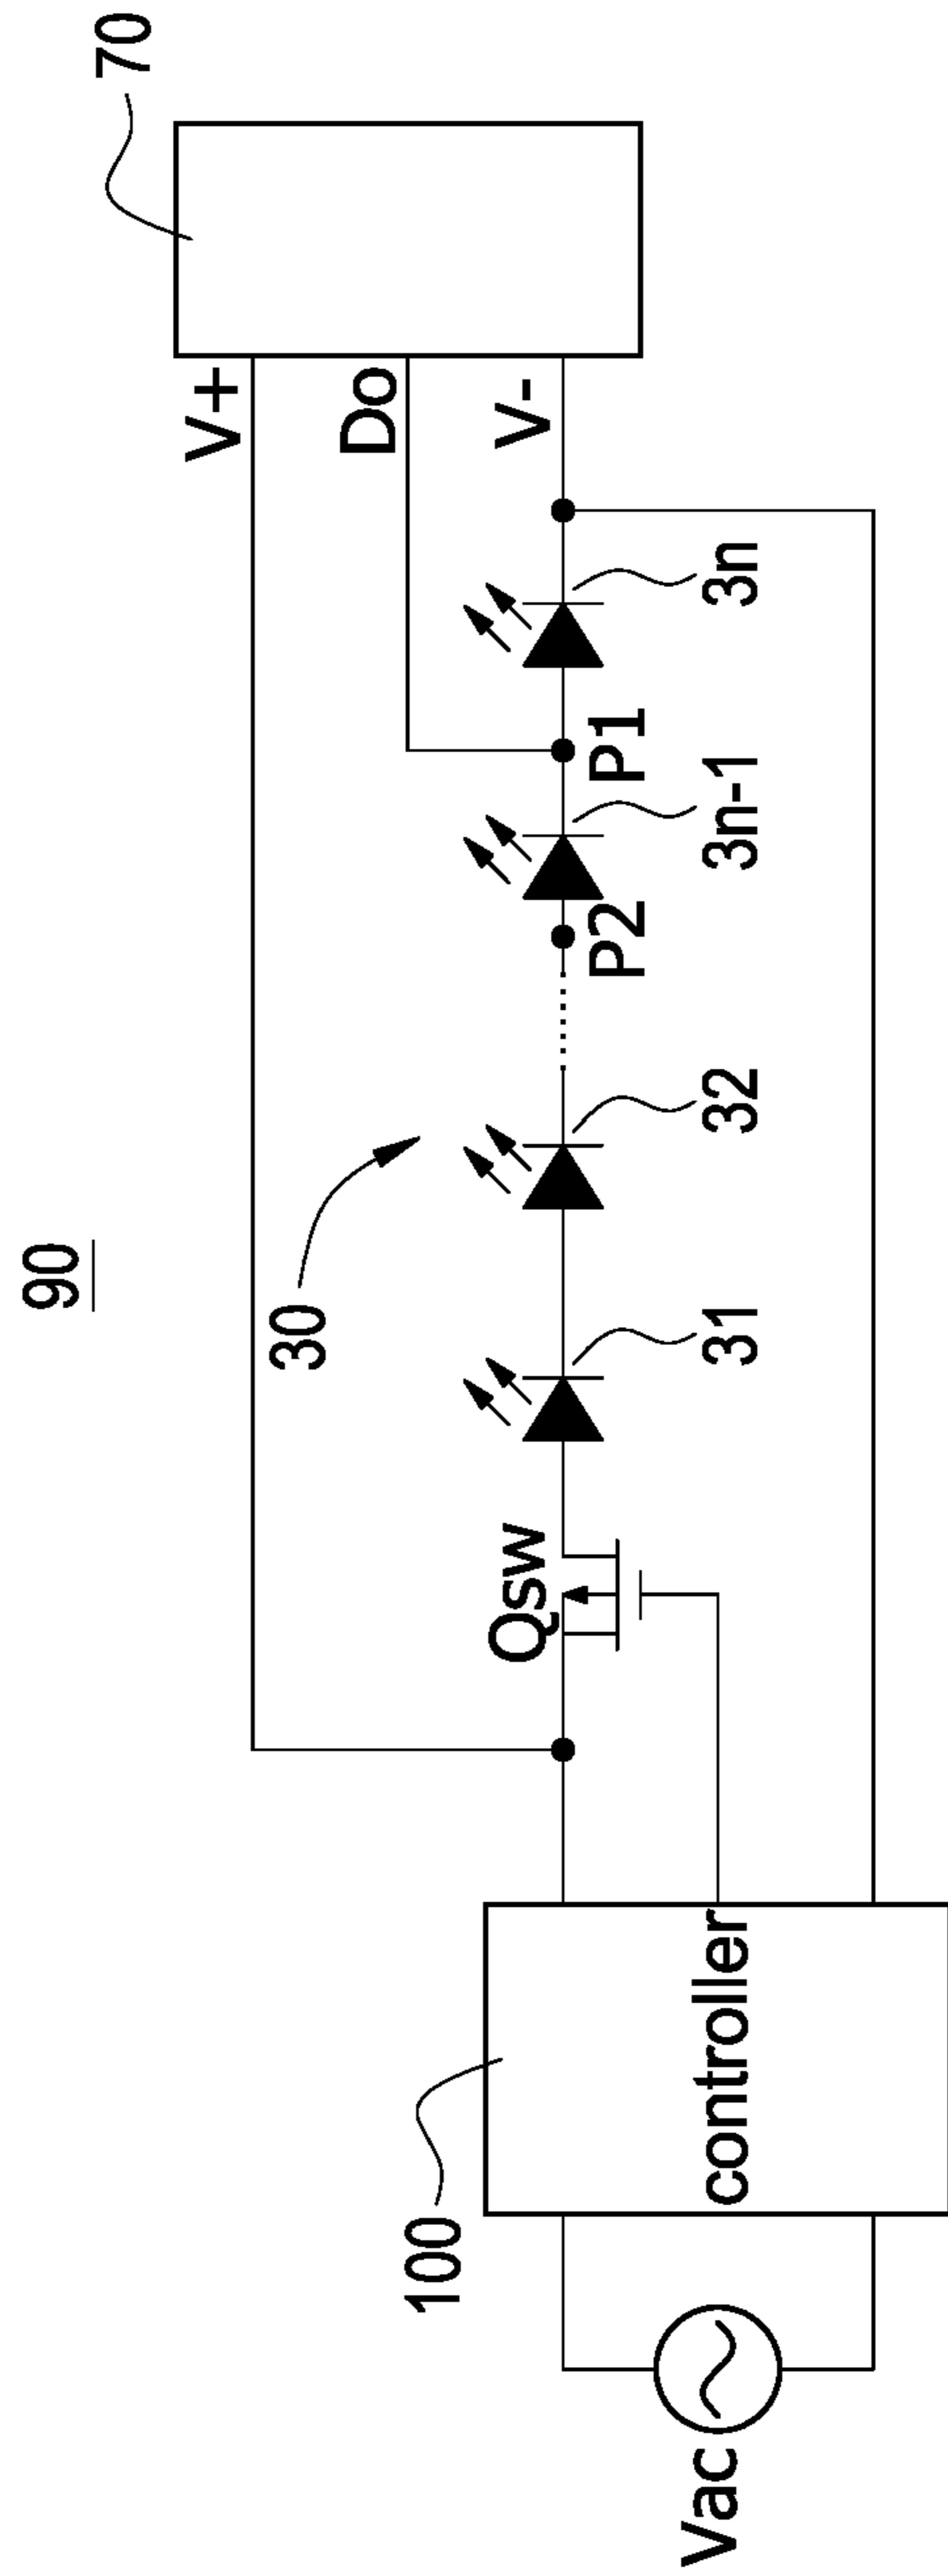 90
70
V+
Do
V-
30
Qsw
P2
P1
31
32
3n-1
3n
100
controller
Vac